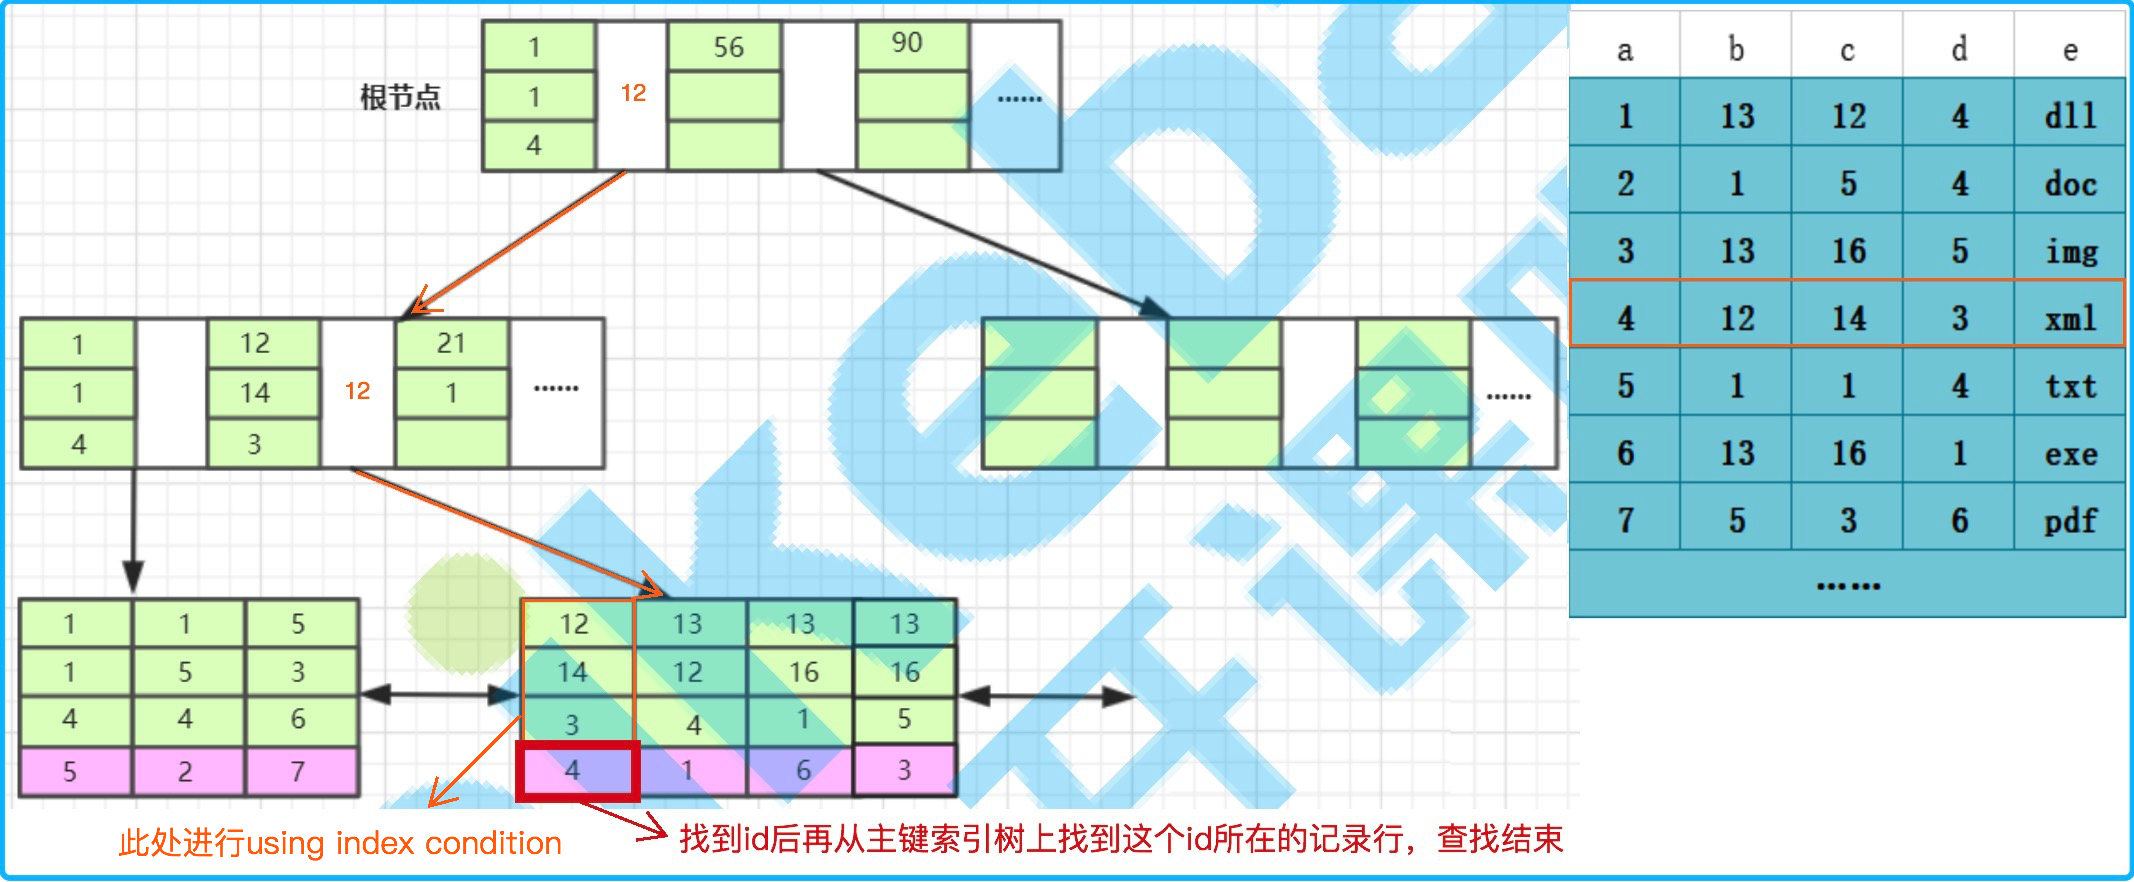 根节点
1 12 56 90
1
4
......
1 12 21
1 14 12 1 ......
4 3
......
1 1 5
1 5 3
4 4 6
5 2 7
12 13 13 13
14 12 16 16
3 4 1 5
4 1 6 3
此处进行using index condition
找到id后再从主键索引树上找到这个id所在的记录行，查找结束
a b c d e
1 13 12 4 dll
2 1 5 4 doc
3 13 16 5 img
4 12 14 3 xml
5 1 1 4 txt
6 13 16 1 exe
7 5 3 6 pdf
......